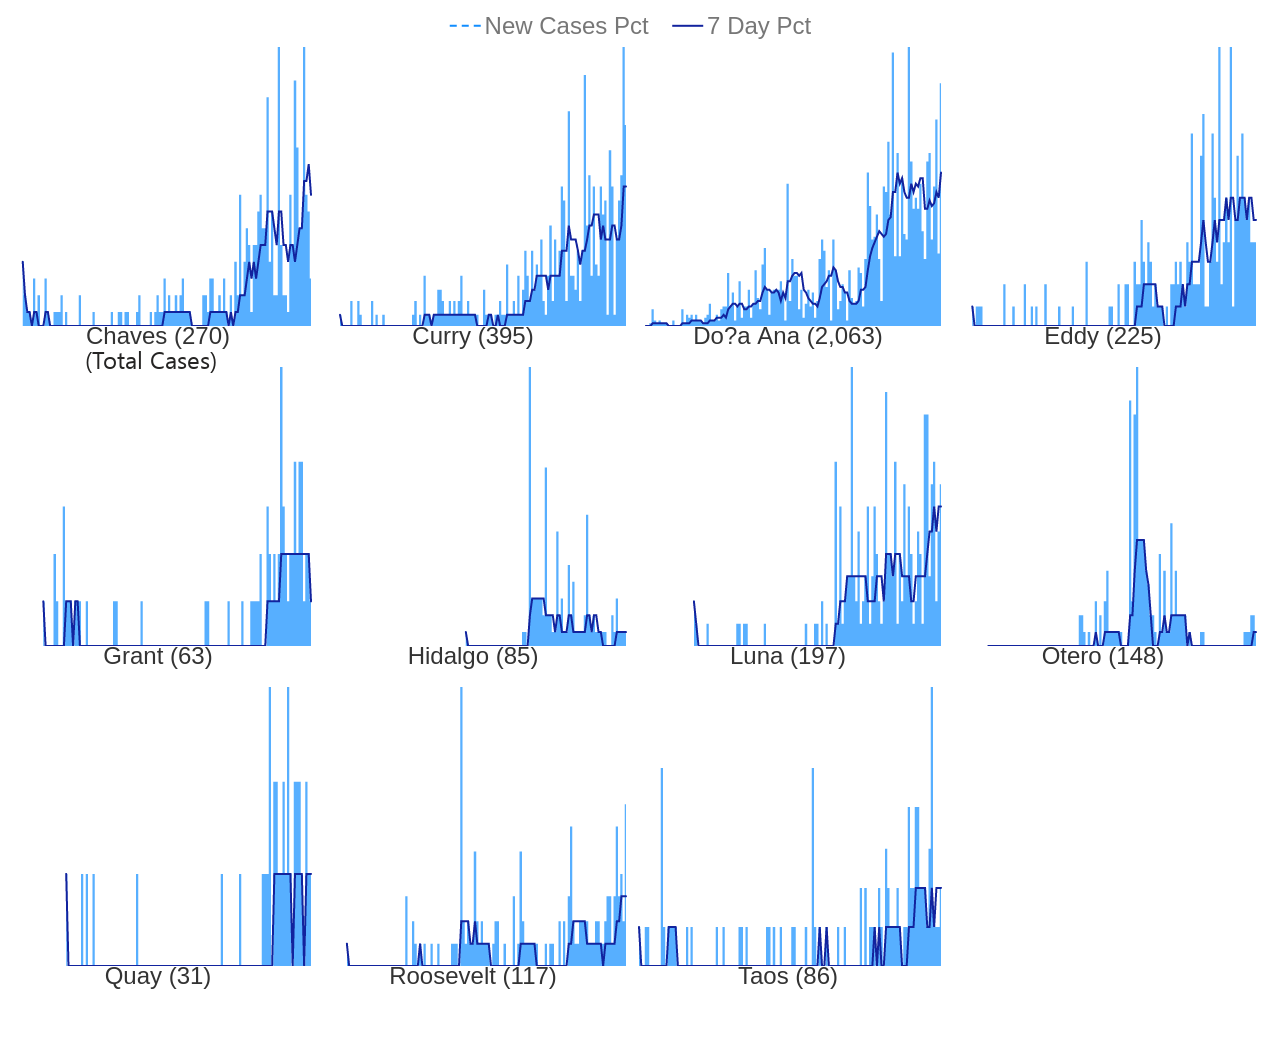 New Cases Pct 7 Day Pct
Chaves (270) Curry (395) Do?a Ana (2,063) Eddy (225)
(Total Cases)
Grant (63) Hidalgo (85) Luna (197) Otero (148)
Quay (31) Roosevelt (117) Taos (86)